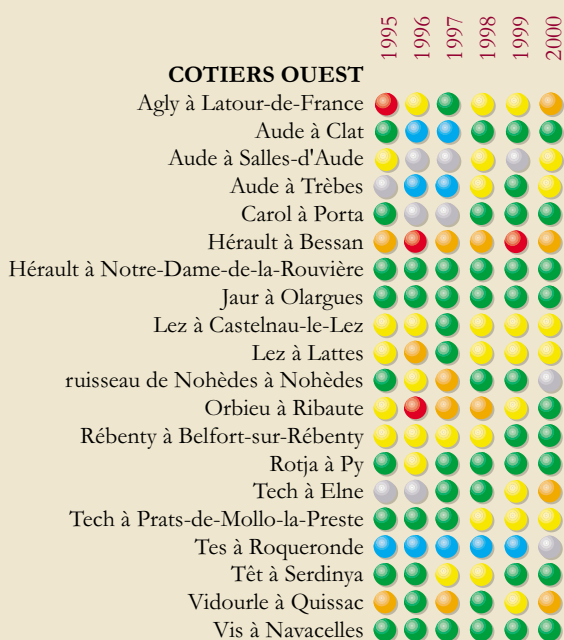 1995 1996 1997 1998 1999 2000
COTIERS OUEST
Agly à Latour-de-France
Aude à Clat
Aude à Salles-d'Aude
Aude à Trèbes
Carol à Porta
Hérault à Bessan
Hérault à Notre-Dame-de-la-Rouvière
Jaur à Olargues
Lez à Castelnau-le-Lez
Lez à Lattes
ruisseau de Nohèdes à Nohèdes
Orbieu à Ribaute
Rébenty à Belfort-sur-Rébenty
Rotja à Py
Tech à Elne
Tech à Prats-de-Mollo-la-Preste
Tes à Roqueronde
Têt à Serdinya
Vidourle à Quissac
Vis à Navacelles